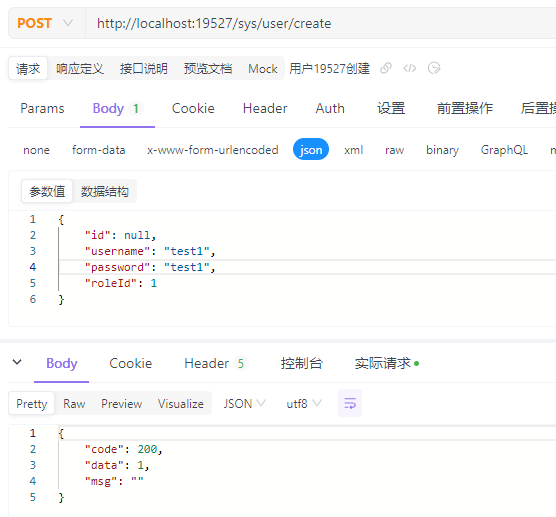 POST http://localhost:19527/sys/user/create
请求 响应定义 接口说明 预览文档 Mock 用户19527创建
Params Body 1 Cookie Header Auth 设置 前置操作 后置操
none form-data x-www-form-urlencoded json xml raw binary GraphQL
参数值 数据结构
1 {
2 "id": null,
3 "username": "test1",
4 "password": "test1",
5 "roleId": 1
6 }
Body Cookie Header 5 控制台 实际请求
Pretty Raw Preview Visualize JSON utf8
1 {
2 "code": 200,
3 "data": 1,
4 "msg": ""
5 }